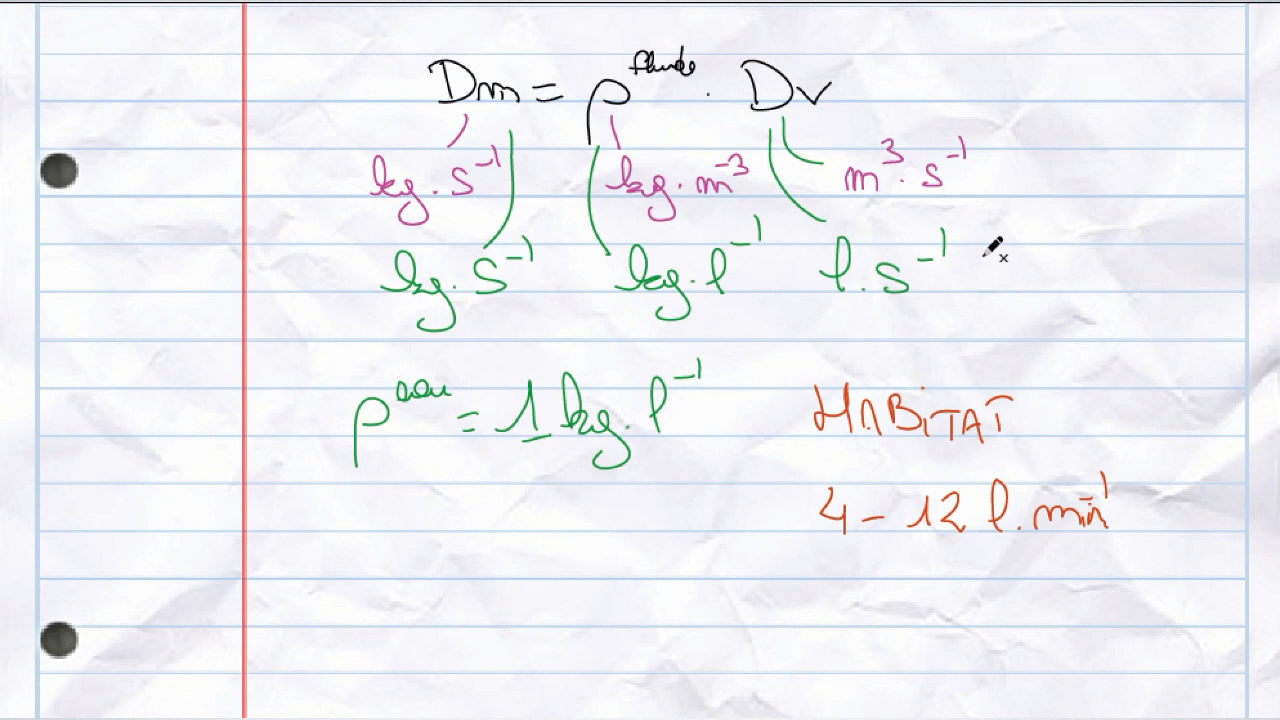 Dm = ρ^fluide . Dv
kg.s⁻¹ kg.m⁻³ m³.s⁻¹
kg.s⁻¹ kg.l⁻¹ l.s⁻¹
ρ^eau = 1 kg.l⁻¹
HABiTAT
4 - 12 l.min⁻¹